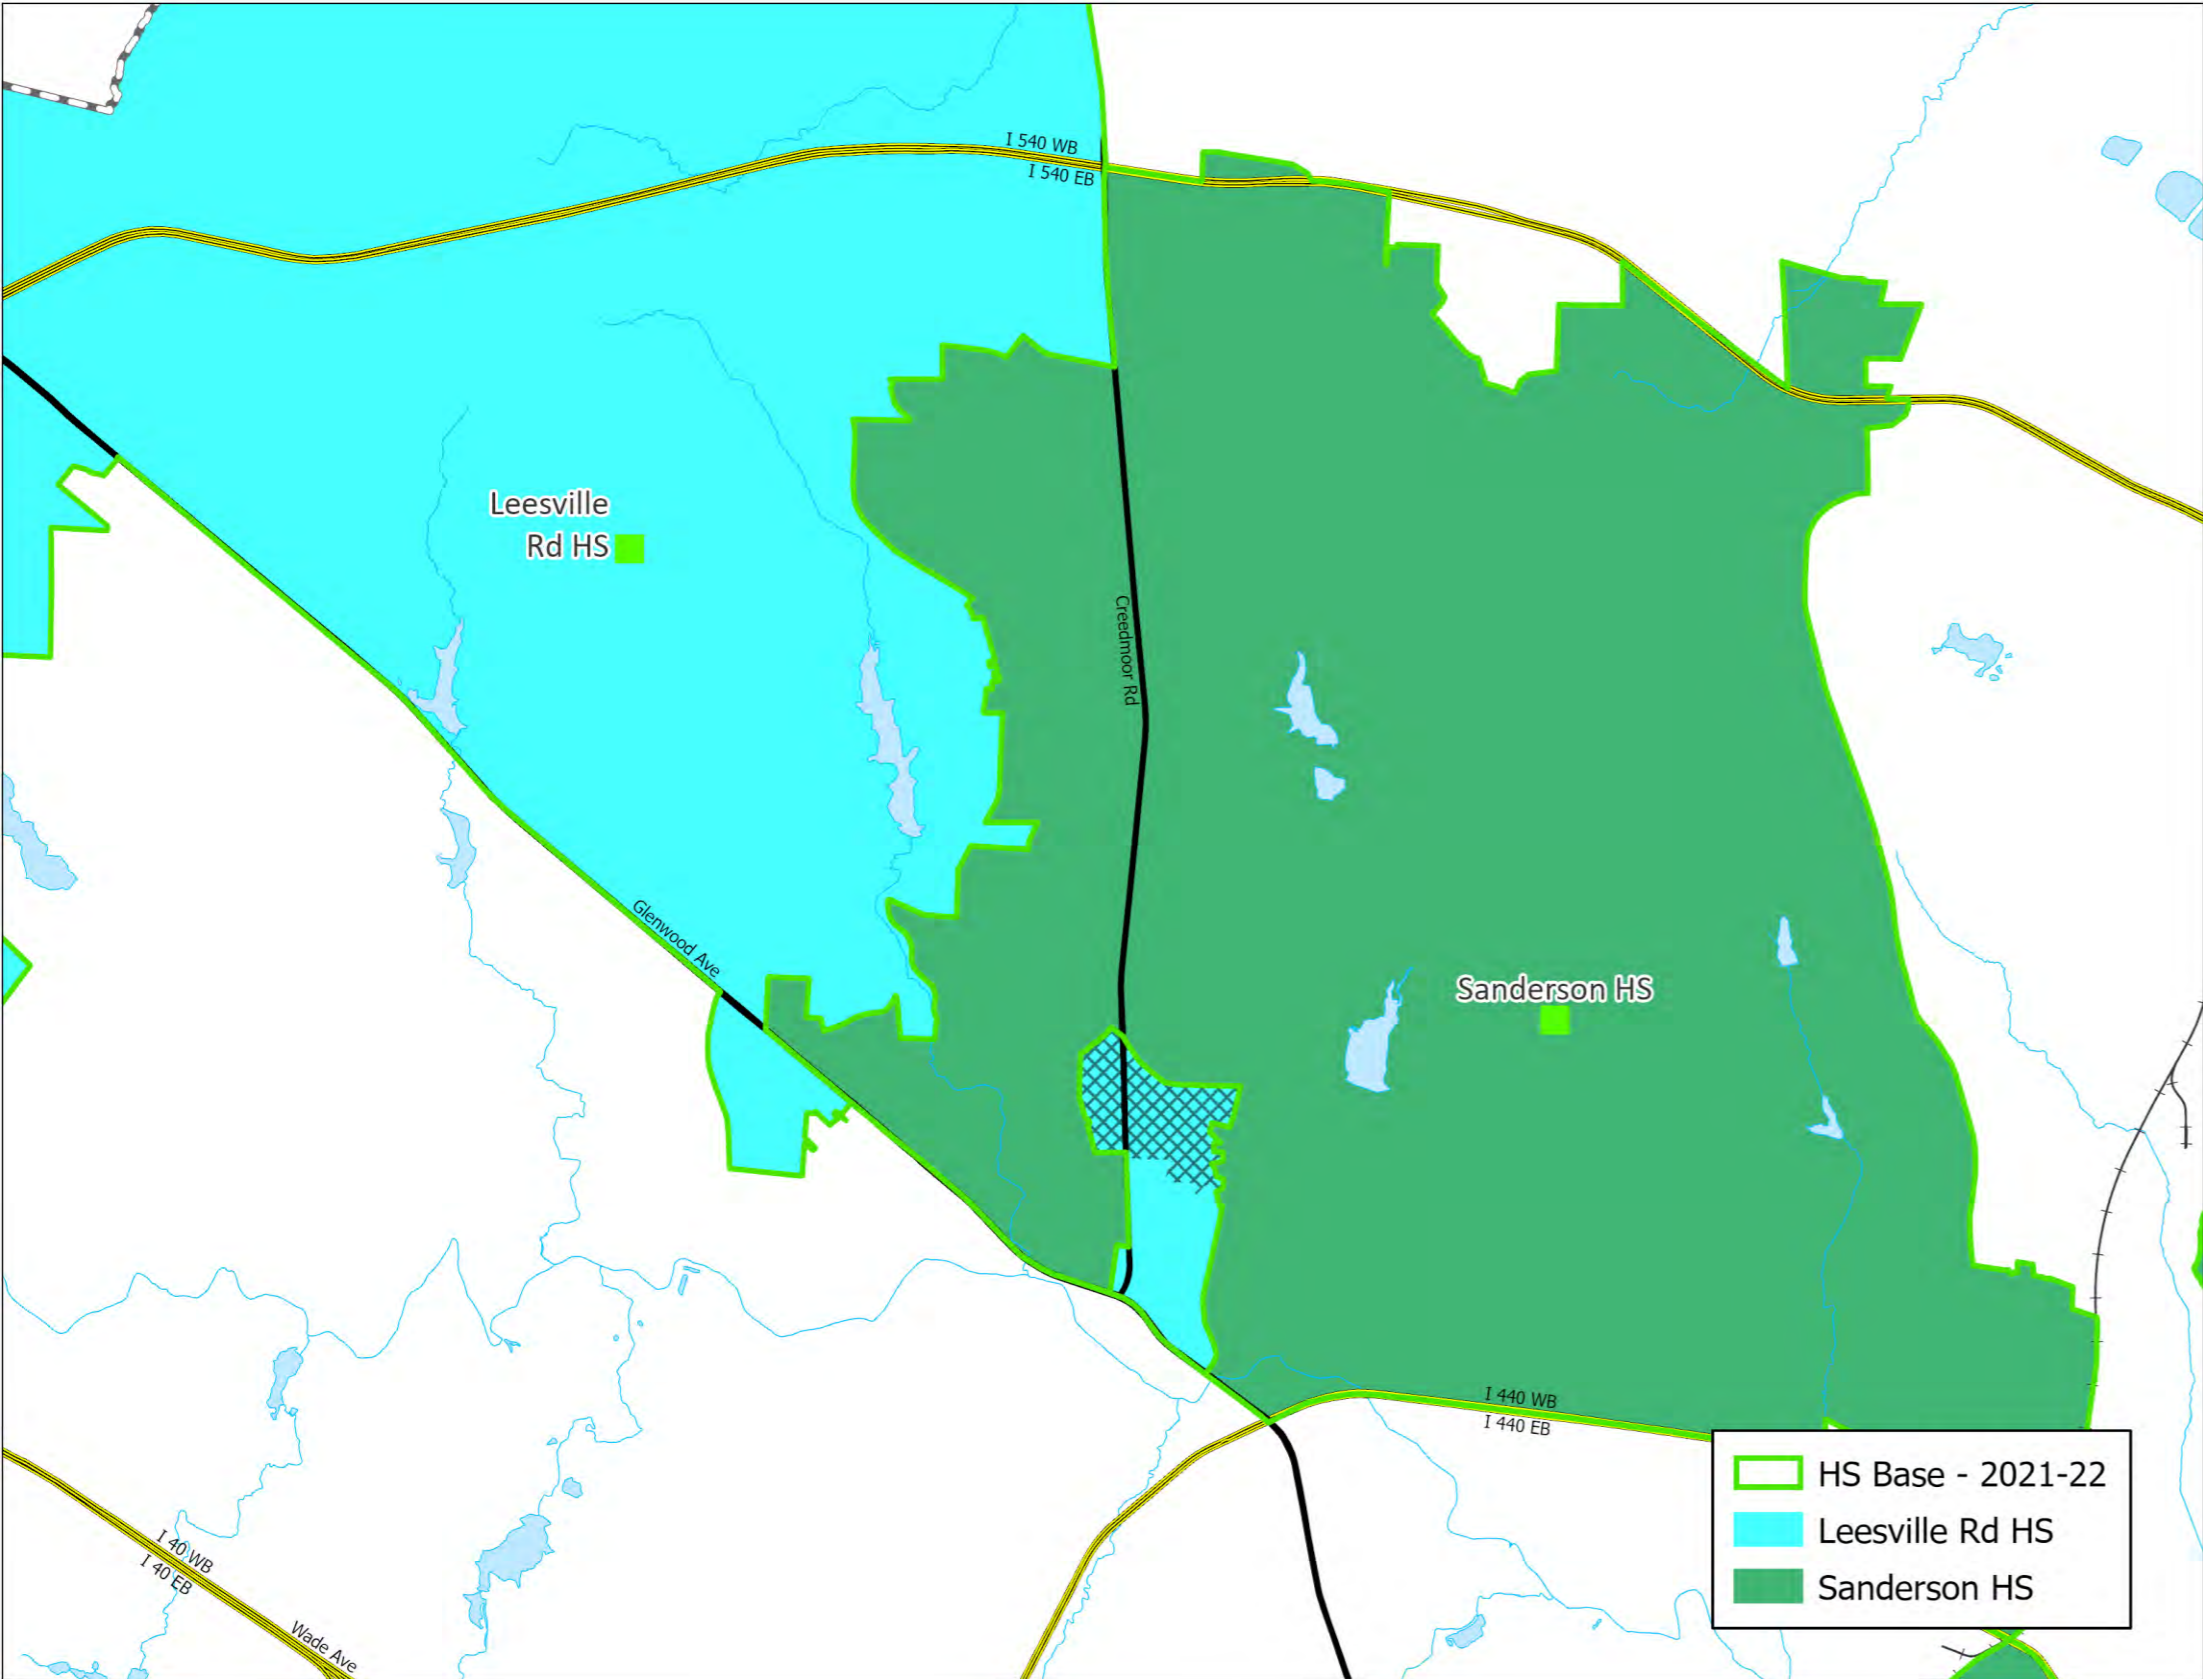 I 540 WB
I 540 EB
Leesville
Rd HS
Creedmoor Rd
Glenwood Ave
Sanderson HS
I 440 WB
I 440 EB
HS Base - 2021-22
Leesville Rd HS
Sanderson HS
I 40 WB
I 40 EB
Wade Ave